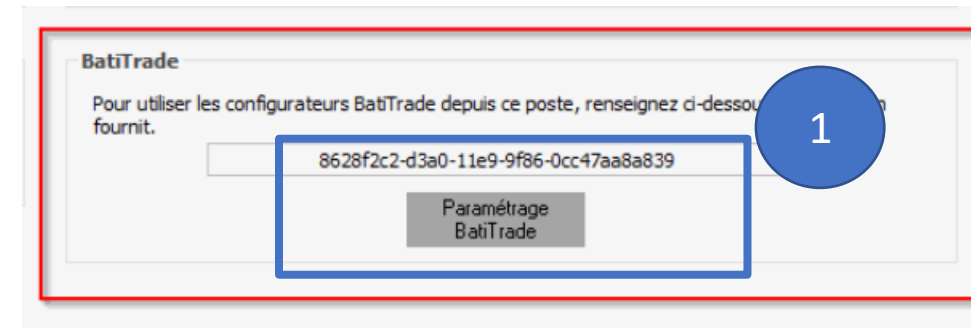 BatiTrade
Pour utiliser les configurateurs BatiTrade depuis ce poste, renseignez
fournit.
8628f2c2-d3a0-11e9-9f86-0cc47aa8a839
1
Paramétrage
BatiTrade